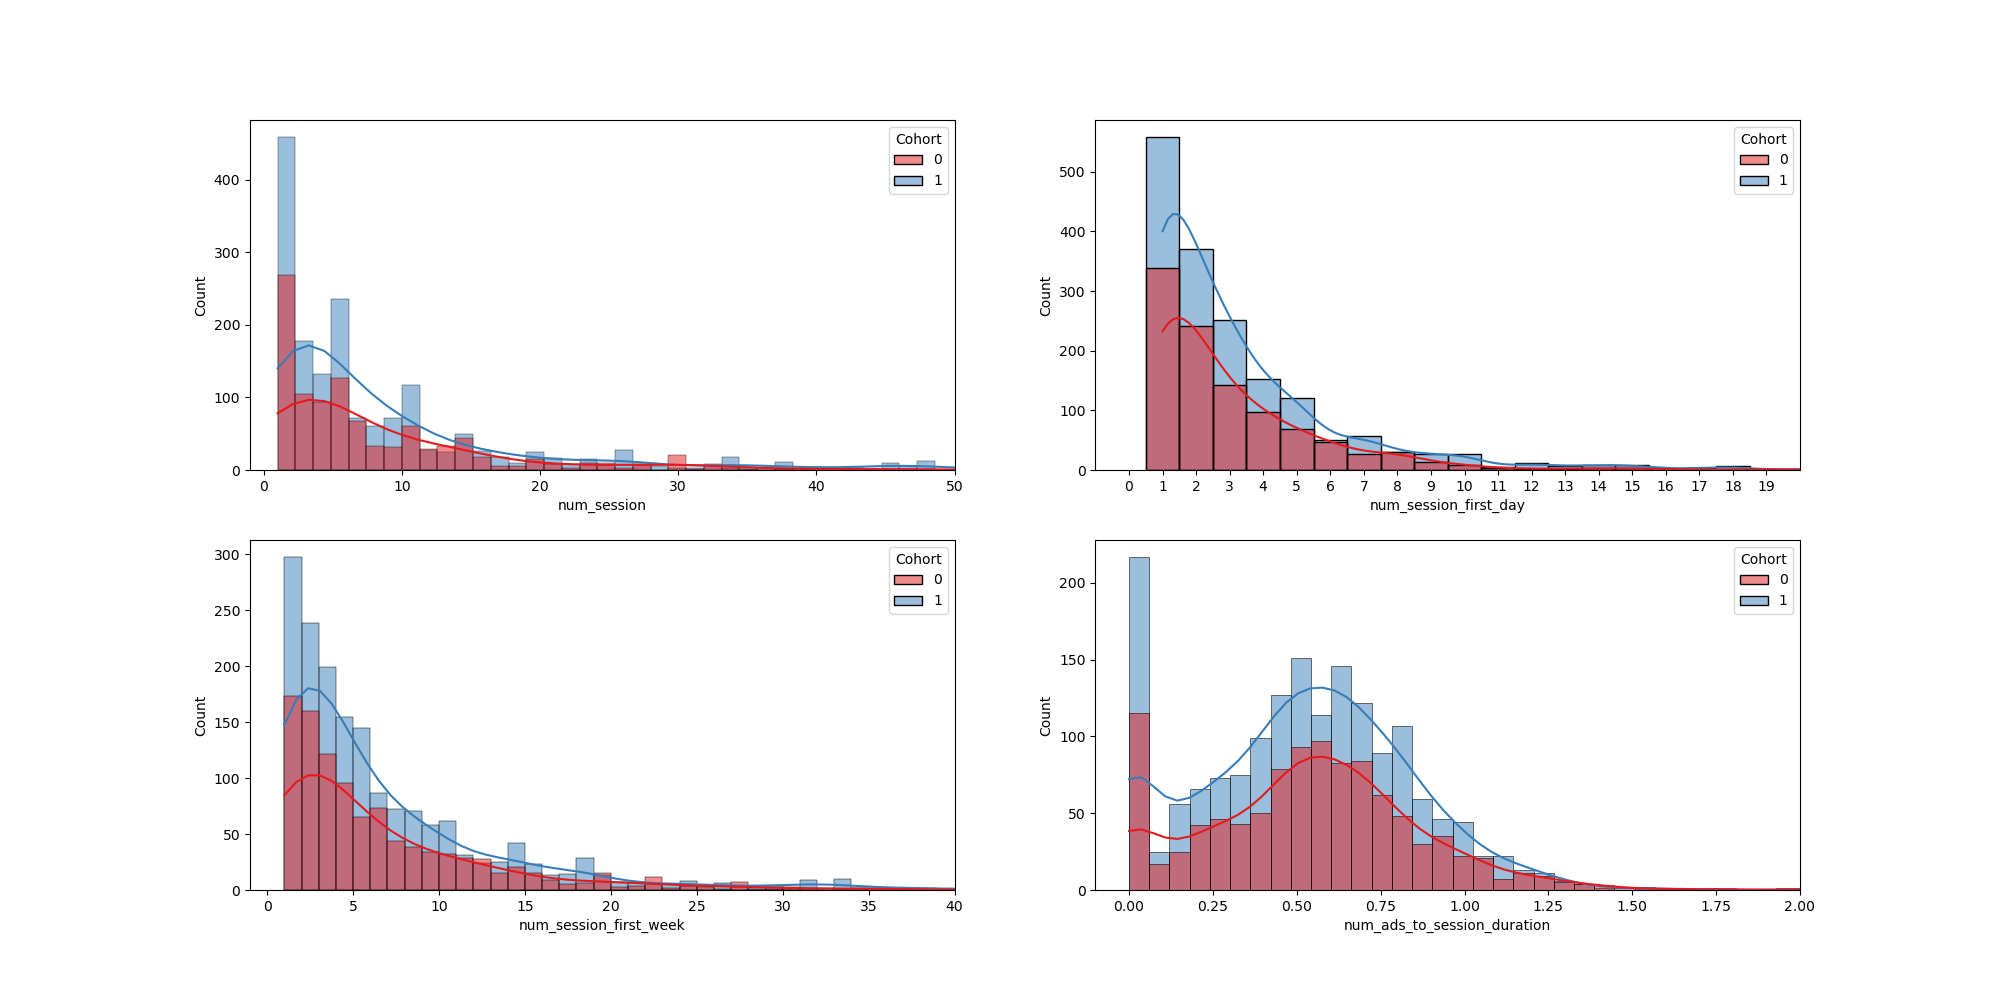 Cohort
0
1
400
300
200
100
0
Count
0 10 20 30 40 50
num_session
Cohort
0
1
500
400
300
200
100
0
Count
0 1 2 3 4 5 6 7 8 9 10 11 12 13 14 15 16 17 18 19
num_session_first_day
Cohort
0
1
300
250
200
150
100
50
0
Count
0 5 10 15 20 25 30 35 40
num_session_first_week
Cohort
0
1
200
150
100
50
0
Count
0.00 0.25 0.50 0.75 1.00 1.25 1.50 1.75 2.00
num_ads_to_session_duration